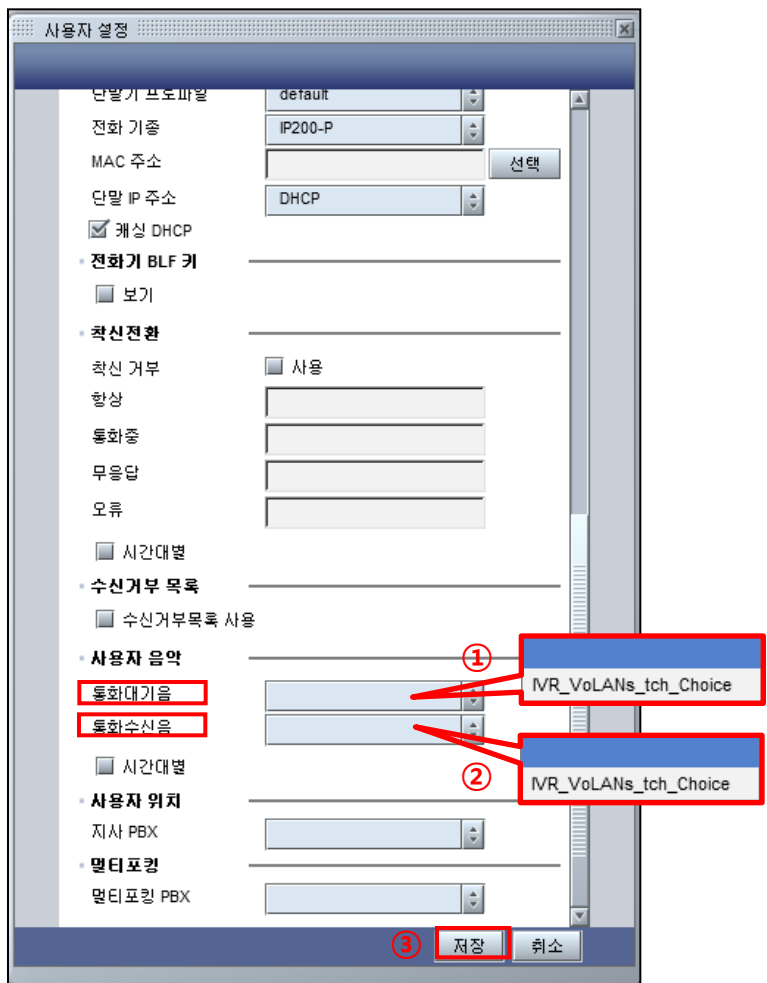 사용자 설정
단말기 프로파일 default
전화 기종 IP200-P
MAC 주소 선택
단말 IP 주소 DHCP
캐싱 DHCP
전화기 BLF 키
보기
착신전환
착신 거부 사용
항상
통화중
무응답
오류
시간대별
수신거부 목록
수신거부목록 사용
사용자 음악 ①
IVR_VoLANs_tch_Choice
통화대기음
통화수신음
시간대별 ②
IVR_VoLANs_tch_Choice
사용자 위치
지사 PBX
멀티포킹
멀티포킹 PBX
③ 저장 취소